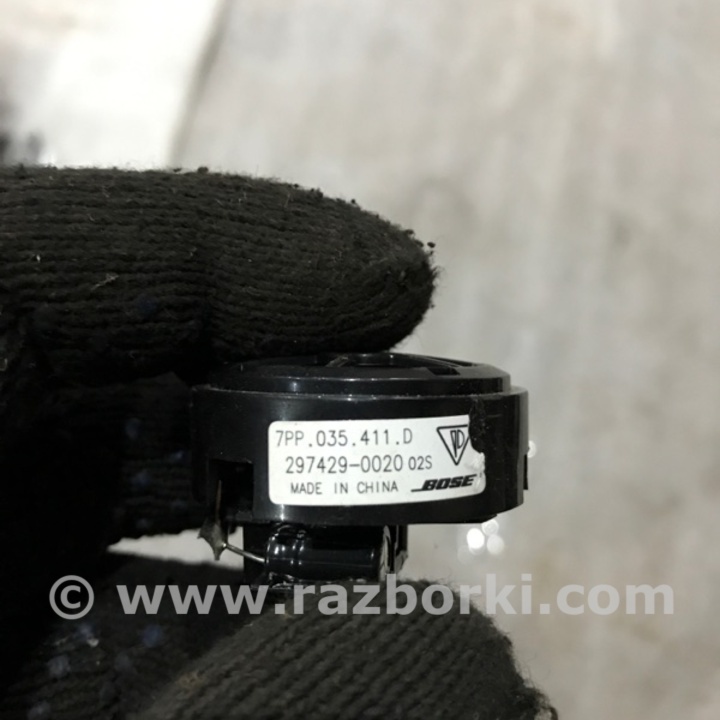 7PP.035.411.D
297429-0020 02S
MADE IN CHINA BOSE
© www.razborki.com